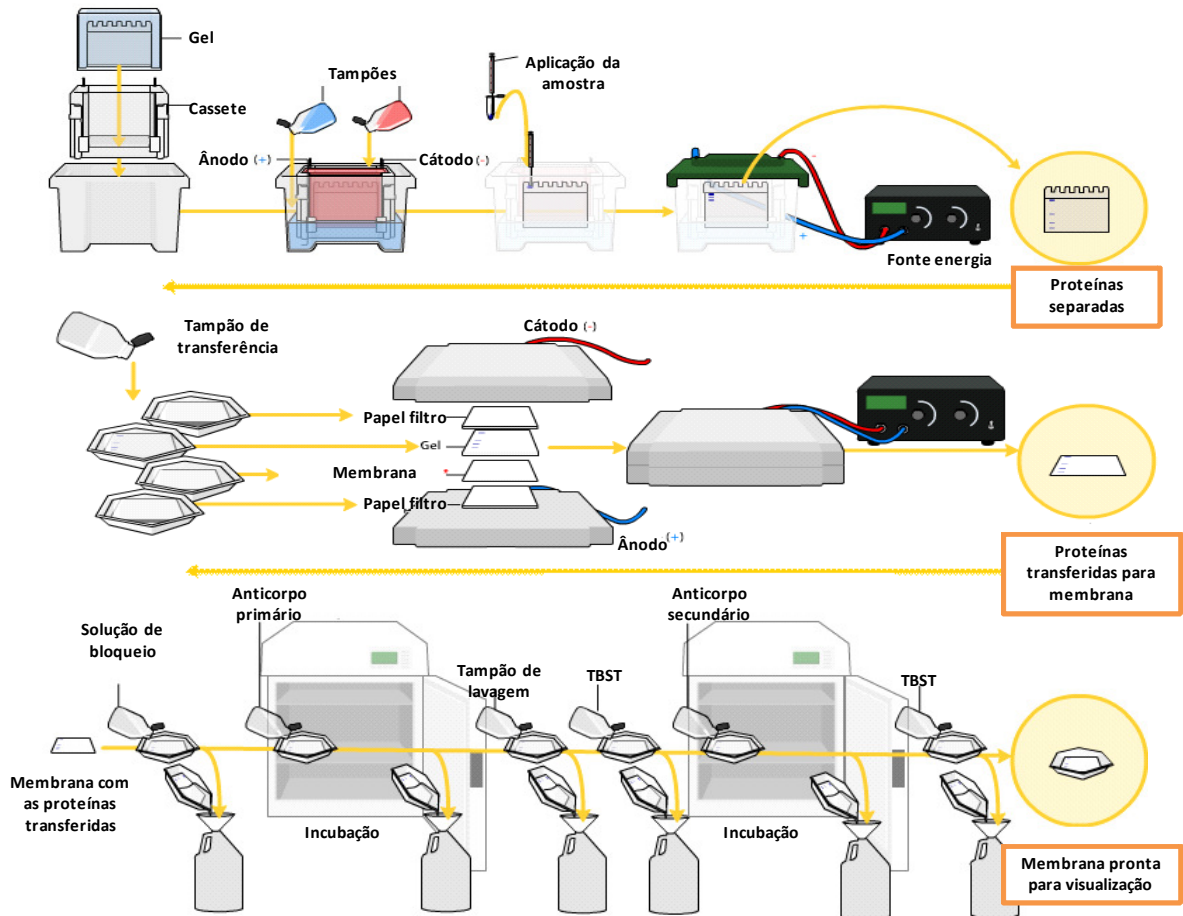 Gel
Cassete
Tampões
Ânodo (+)
Cátodo (-)
Aplicação da
amostra
-
+
Fonte energia
Proteínas
separadas
Tampão de
transferência
Cátodo (-)
Papel filtro
Gel
Membrana
Papel filtro
Ânodo (+)
Proteínas
transferidas para
membrana
Solução de
bloqueio
Anticorpo
primário
Tampão de
lavagem
TBST
Anticorpo
secundário
TBST
Membrana com
as proteínas
transferidas
Incubação
Incubação
Membrana pronta
para visualização